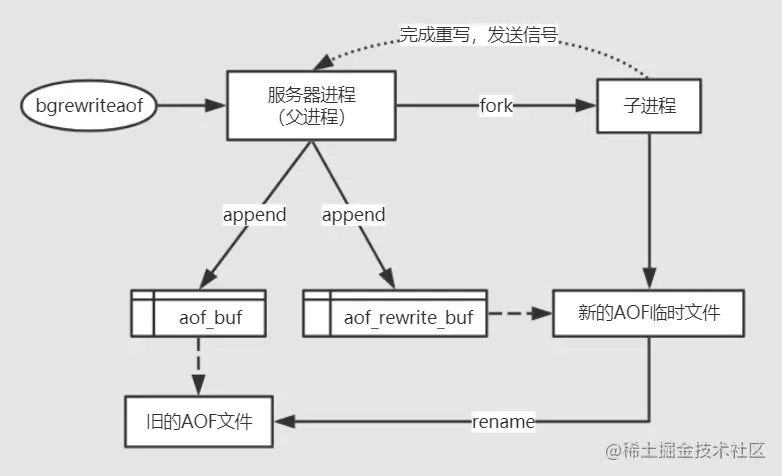 完成重写，发送信号
bgrewriteaof
服务器进程
（父进程）
fork
子进程
append
append
aof_buf
aof_rewrite_buf
新的AOF临时文件
旧的AOF文件
rename
@稀土掘金技术社区